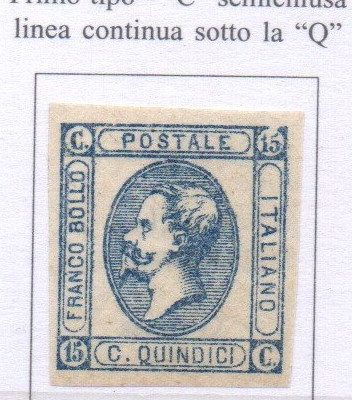 Primo tipo "C" semichiusa
linea continua sotto la “Q”
C. POSTALE 15
FRANCO BOLLO
ITALIANO
15 C. QUINDICI C.